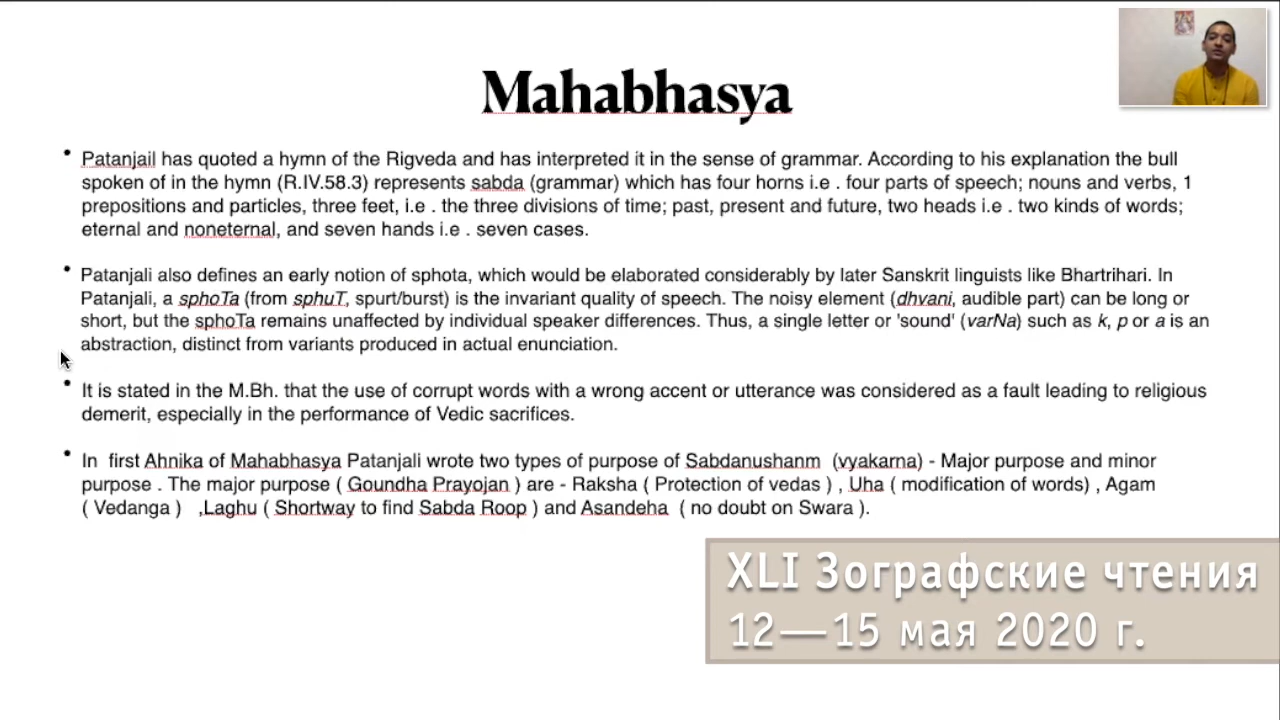 Mahabhasya
• Patanjail has quoted a hymn of the Rigveda and has interpreted it in the sense of grammar. According to his explanation the bull
spoken of in the hymn (R.IV.58.3) represents sabda (grammar) which has four horns i.e . four parts of speech; nouns and verbs, 1
prepositions and particles, three feet, i.e . the three divisions of time; past, present and future, two heads i.e . two kinds of words;
eternal and noneternal, and seven hands i.e . seven cases.
• Patanjali also defines an early notion of sphota, which would be elaborated considerably by later Sanskrit linguists like Bhartrihari. In
Patanjali, a sphoTa (from sphuT, spurt/burst) is the invariant quality of speech. The noisy element (dhvani, audible part) can be long or
short, but the sphoTa remains unaffected by individual speaker differences. Thus, a single letter or 'sound' (varNa) such as k, p or a is an
abstraction, distinct from variants produced in actual enunciation.
• It is stated in the M.Bh. that the use of corrupt words with a wrong accent or utterance was considered as a fault leading to religious
demerit, especially in the performance of Vedic sacrifices.
• In first Ahnika of Mahabhasya Patanjali wrote two types of purpose of Sabdanushanm (vyakarna) - Major purpose and minor
purpose . The major purpose ( Goundha Prayojan ) are - Raksha ( Protection of vedas ) , Uha ( modification of words) , Agam
( Vedanga ) ,Laghu ( Shortway to find Sabda Roop ) and Asandeha ( no doubt on Swara ).
XLI Зографские чтения
12—15 мая 2020 г.